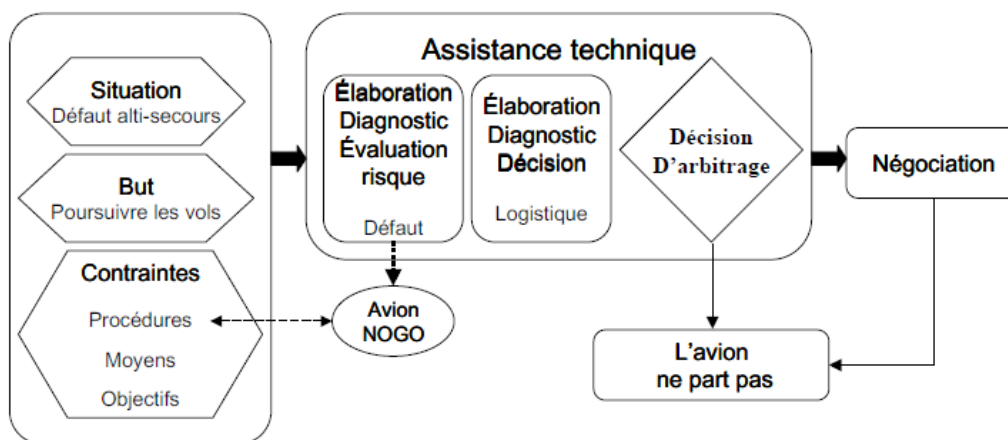 Situation
Défaut alti-secours
But
Poursuivre les vols
Contraintes
Procédures
Moyens
Objectifs
Assistance technique
Élaboration
Diagnostic
Évaluation
risque
Défaut
Élaboration
Diagnostic
Décision
Logistique
Décision
D’arbitrage
Négociation
Avion
NOGO
L’avion
ne part pas